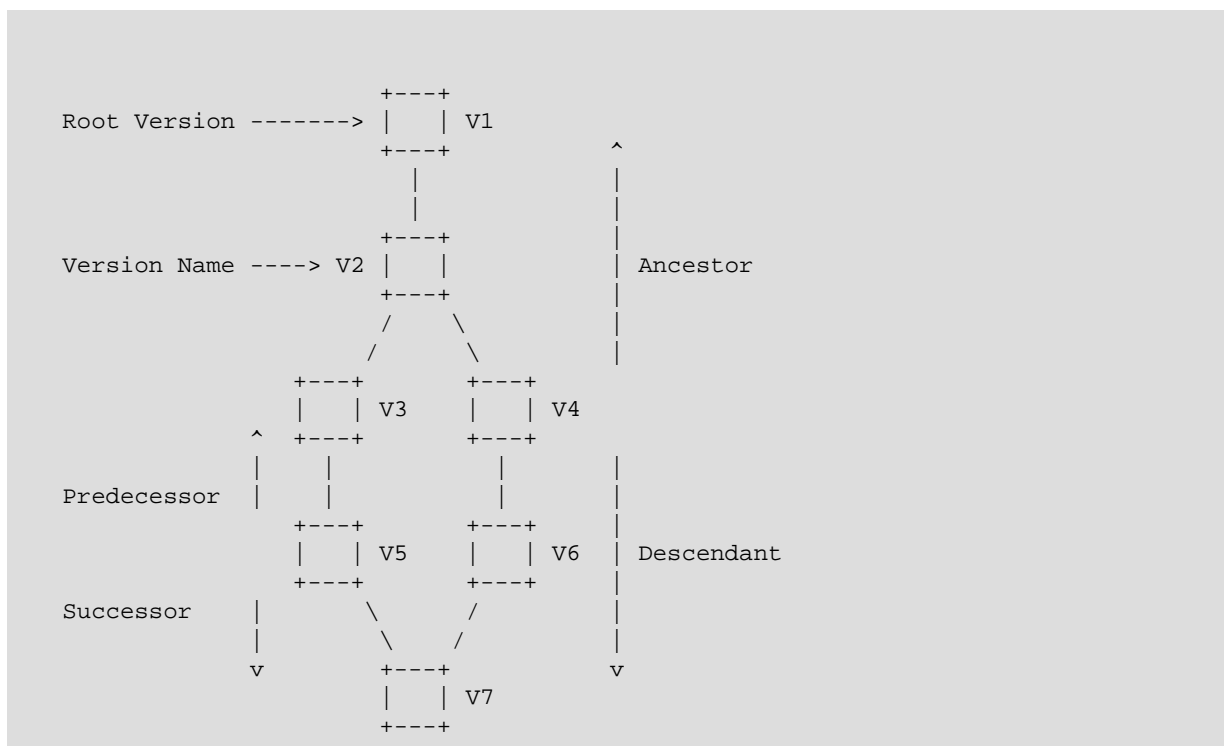 Root Version -------> V1
Version Name ----> V2
Ancestor
V3 V4
Predecessor
V5 V6 Descendant
Successor
V7